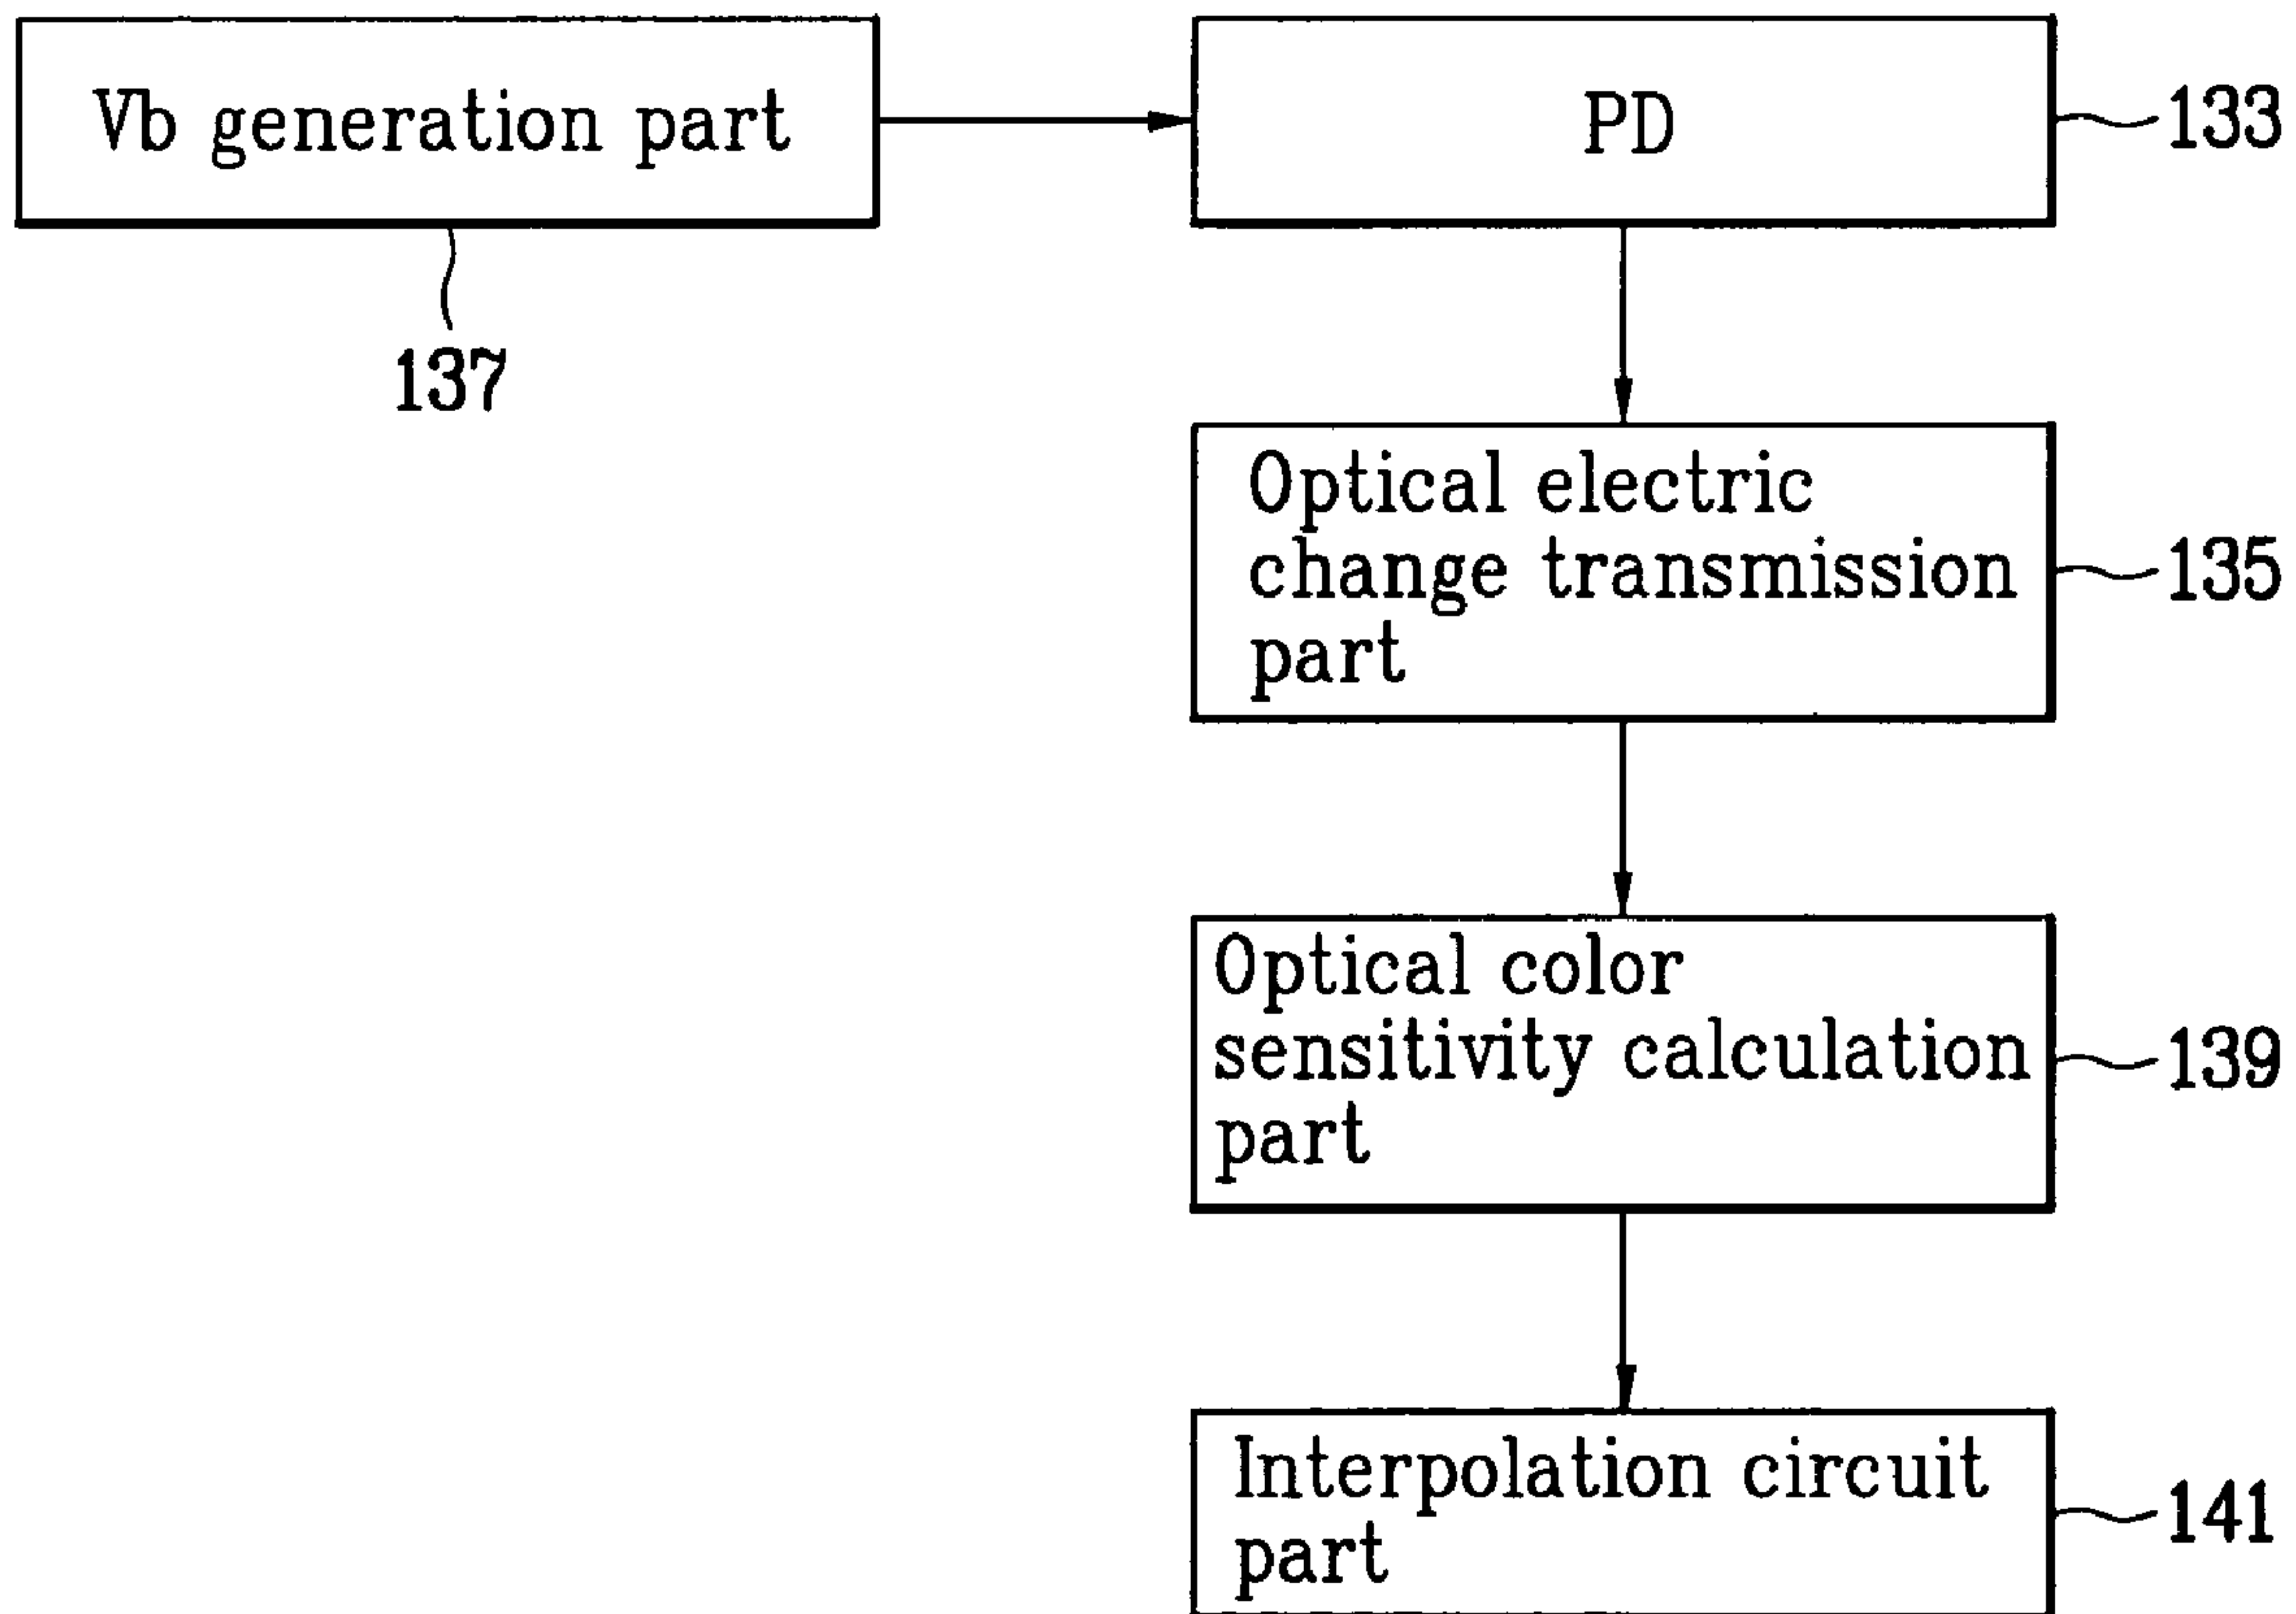 Vb generation part
137
PD
133
Optical electric
change transmission
part
135
Optical color
sensitivity calculation
part
139
Interpolation circuit
part
141